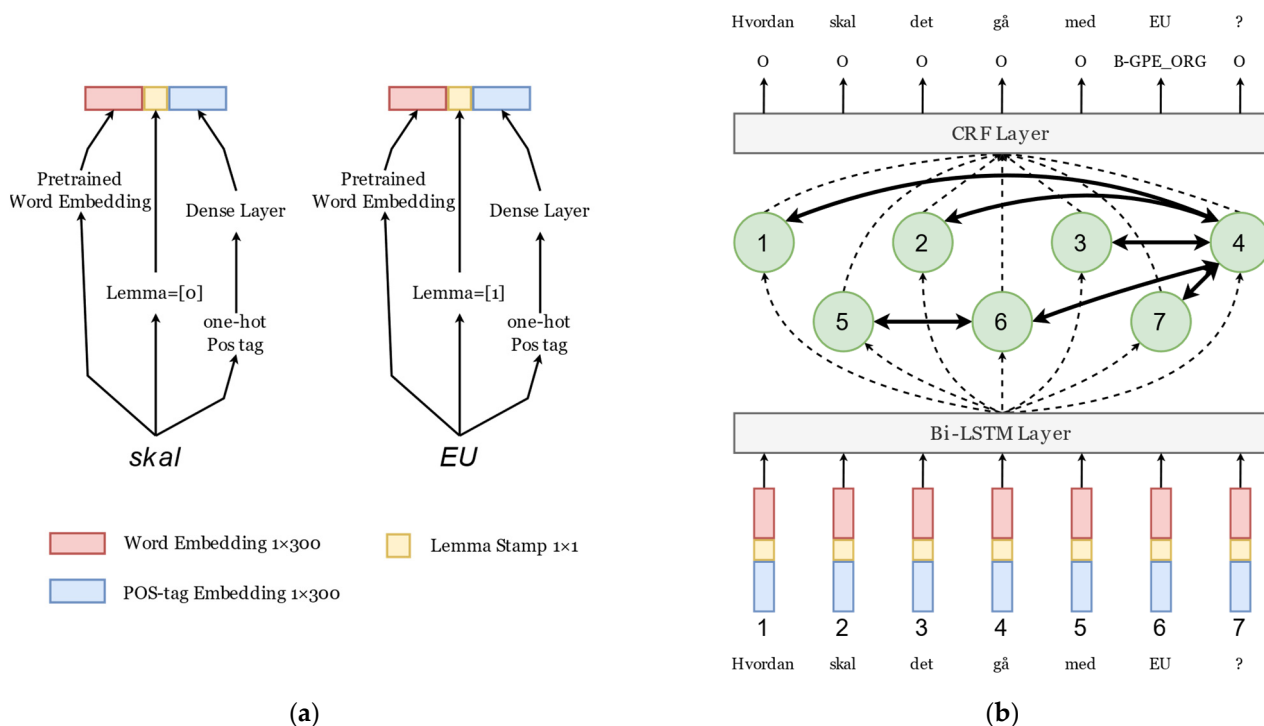 Pretrained
Word Embedding
Dense Layer
Lemma=[0]
one-hot
Pos tag
skal
Pretrained
Word Embedding
Dense Layer
Lemma=[1]
one-hot
Pos tag
EU
Word Embedding 1×300
Lemma Stamp 1×1
POS-tag Embedding 1×300
(a)
Hvordan skal det gå med EU ?
O O O O O B-GPE_ORG O
CRF Layer
1 2 3 4
5 6 7
Bi-LSTM Layer
1 2 3 4 5 6 7
Hvordan skal det gå med EU ?
(b)